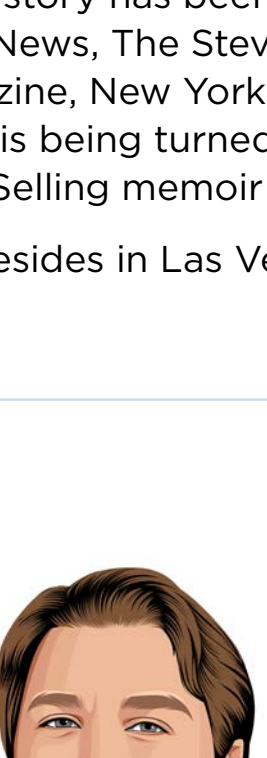 story has been
News, The Stev
zine, New York
is being turned
Selling memoir
esides in Las Ve